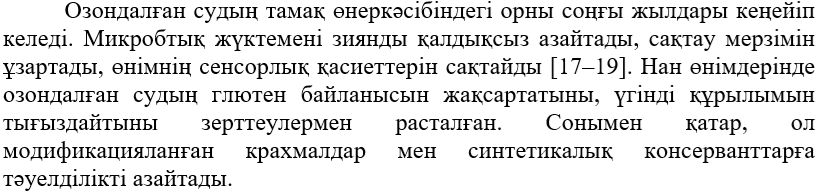 Озондалған судың тамақ өнеркәсібіндегі орны соңғы жылдары кеңейіп
келеді. Микробтық жүктемені зиянды қалдықсыз азайтады, сақтау мерзімін
ұзартады, өнімнің сенсорлық қасиеттерін сақтайды [17–19]. Нан өнімдерінде
озондалған судың глютен байланысын жақсартатыны, үгінді құрылымын
тығыздайтыны зерттеулермен расталған. Сонымен қатар, ол
модификацияланған крахмалдар мен синтетикалық консерванттарға
тәуелділікті азайтады.